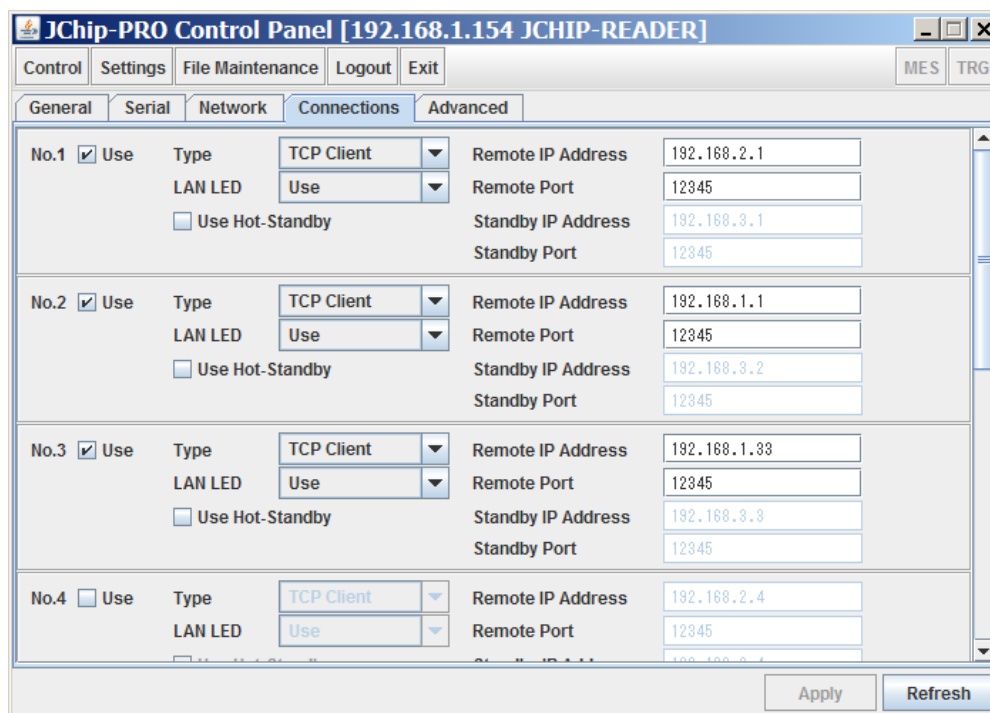 JChip-PRO Control Panel [192.168.1.154 JCHIP-READER]
Control Settings File Maintenance Logout Exit MES TRG
General Serial Network Connections Advanced
No.1 Use Type TCP Client Remote IP Address 192.168.2.1
LAN LED Use Remote Port 12345
Use Hot-Standby Standby IP Address 192.168.3.1
Standby Port 12345
No.2 Use Type TCP Client Remote IP Address 192.168.1.1
LAN LED Use Remote Port 12345
Use Hot-Standby Standby IP Address 192.168.3.2
Standby Port 12345
No.3 Use Type TCP Client Remote IP Address 192.168.1.33
LAN LED Use Remote Port 12345
Use Hot-Standby Standby IP Address 192.168.3.3
Standby Port 12345
No.4 Use Type TCP Client Remote IP Address 192.168.2.4
LAN LED Use Remote Port 12345
Apply Refresh